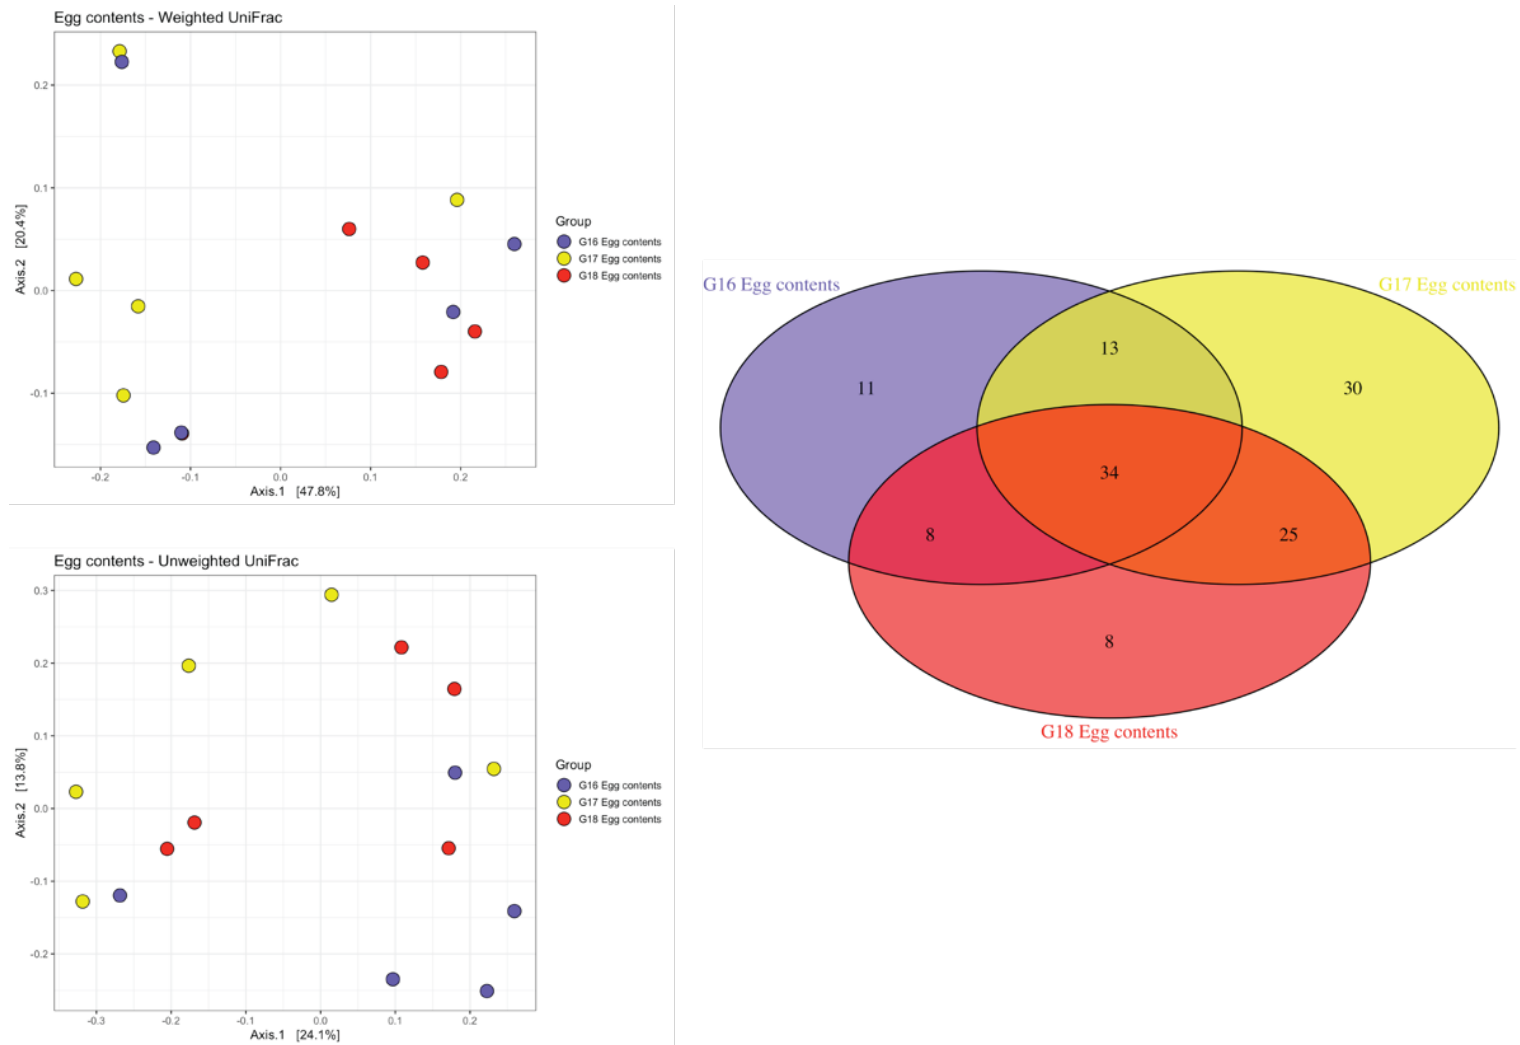 Egg contents - Weighted UniFrac
0.2
0.1
0.0
-0.1
Axis.2 [20.4%]
-0.2
-0.1
0.0
0.1
0.2
Axis.1 [47.8%]
Group
G16 Egg contents
G17 Egg contents
G18 Egg contents
Egg contents - Unweighted UniFrac
0.3
0.2
0.1
0.0
-0.1
-0.2
Axis.2 [13.8%]
-0.3
-0.2
-0.1
0.0
0.1
0.2
Axis.1 [24.1%]
Group
G16 Egg contents
G17 Egg contents
G18 Egg contents
G16 Egg contents
G17 Egg contents
13
11
30
34
8
25
8
G18 Egg contents